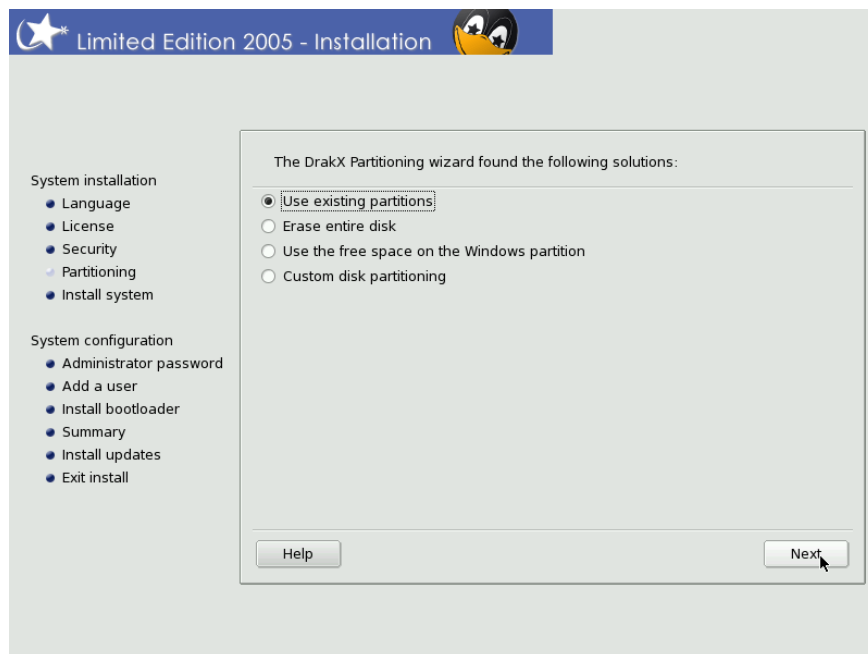 Limited Edition 2005 - Installation
System installation
Language
License
Security
Partitioning
Install system
System configuration
Administrator password
Add a user
Install bootloader
Summary
Install updates
Exit install
The DrakX Partitioning wizard found the following solutions:
Use existing partitions
Erase entire disk
Use the free space on the Windows partition
Custom disk partitioning
Help
Next